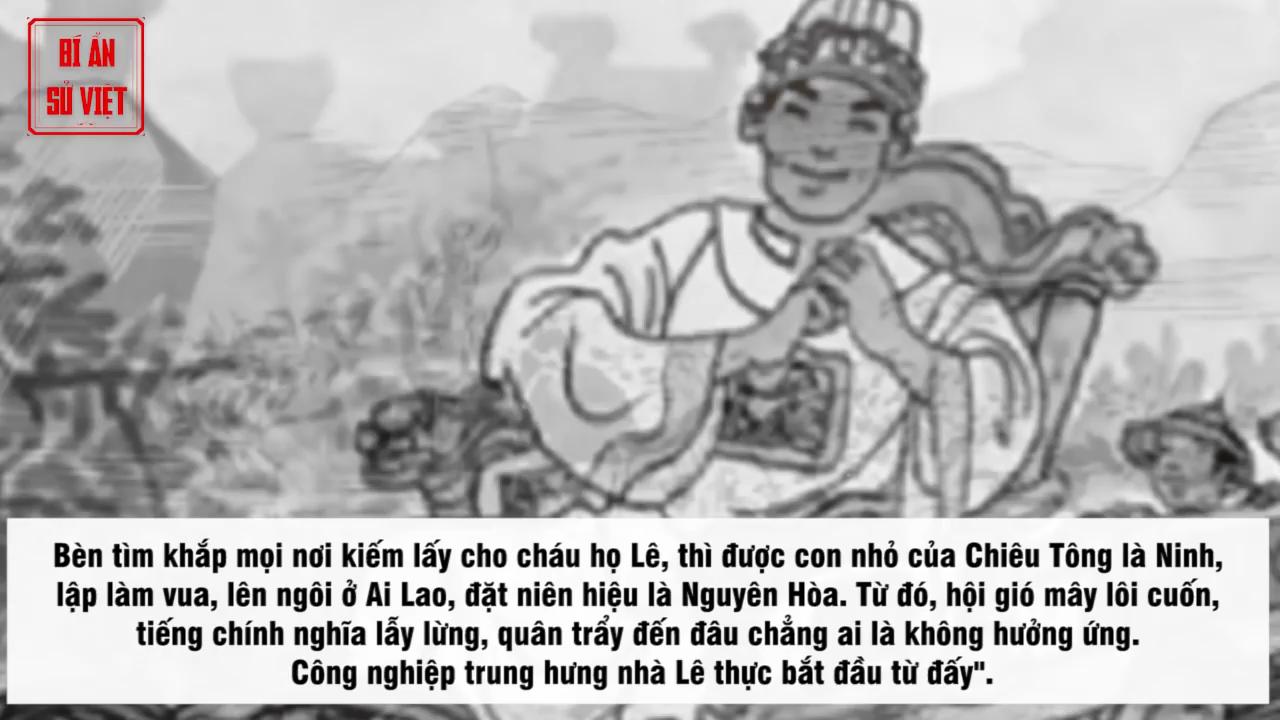 BÍ ẨN
SỬ VIỆT
Bèn tìm khắp mọi nơi kiếm lấy cho cháu họ Lê, thì được con nhỏ của Chiêu Tông là Ninh,
lập làm vua, lên ngôi ở Ai Lao, đặt niên hiệu là Nguyên Hòa. Từ đó, hội gió mây lôi cuốn,
tiếng chính nghĩa lẫy lừng, quân trẩy đến đâu chẳng ai là không hưởng ứng.
Công nghiệp trung hưng nhà Lê thực bắt đầu từ đấy".